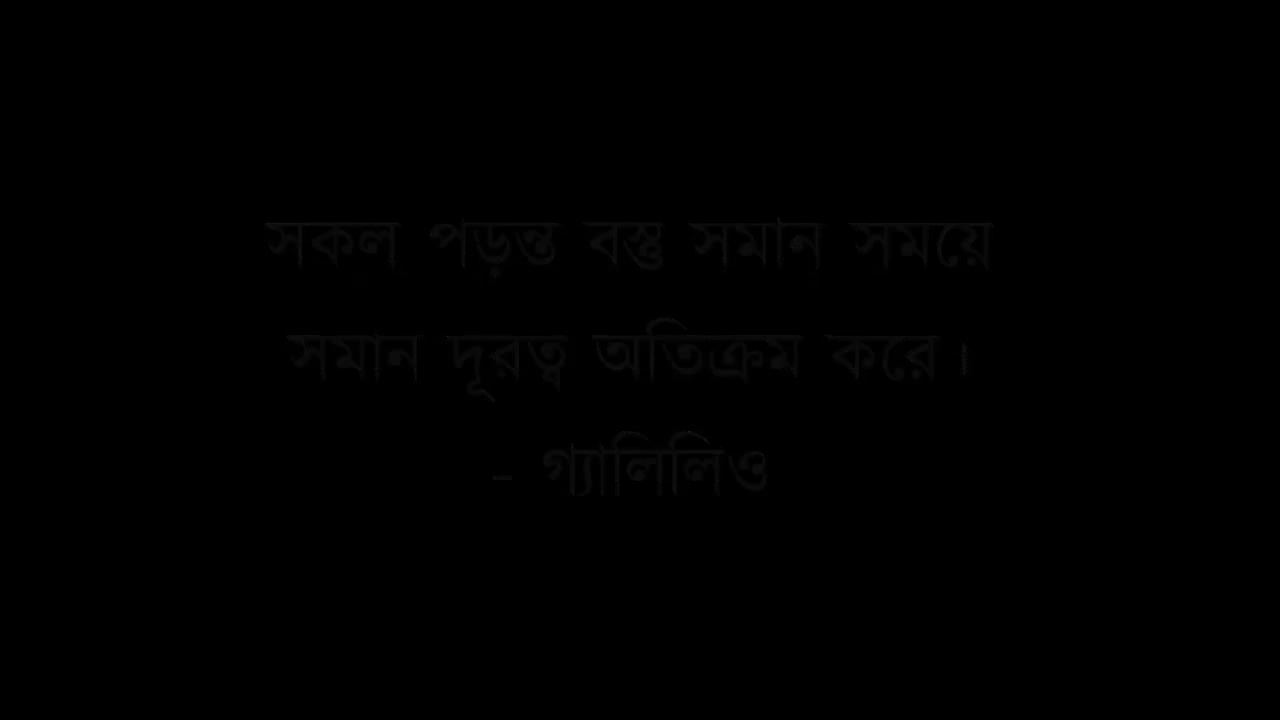 সকল পড়ন্ত বস্তু সমান সময়ে
সমান দূরত্ব অতিক্রম করে।
- গ্যালিলিও